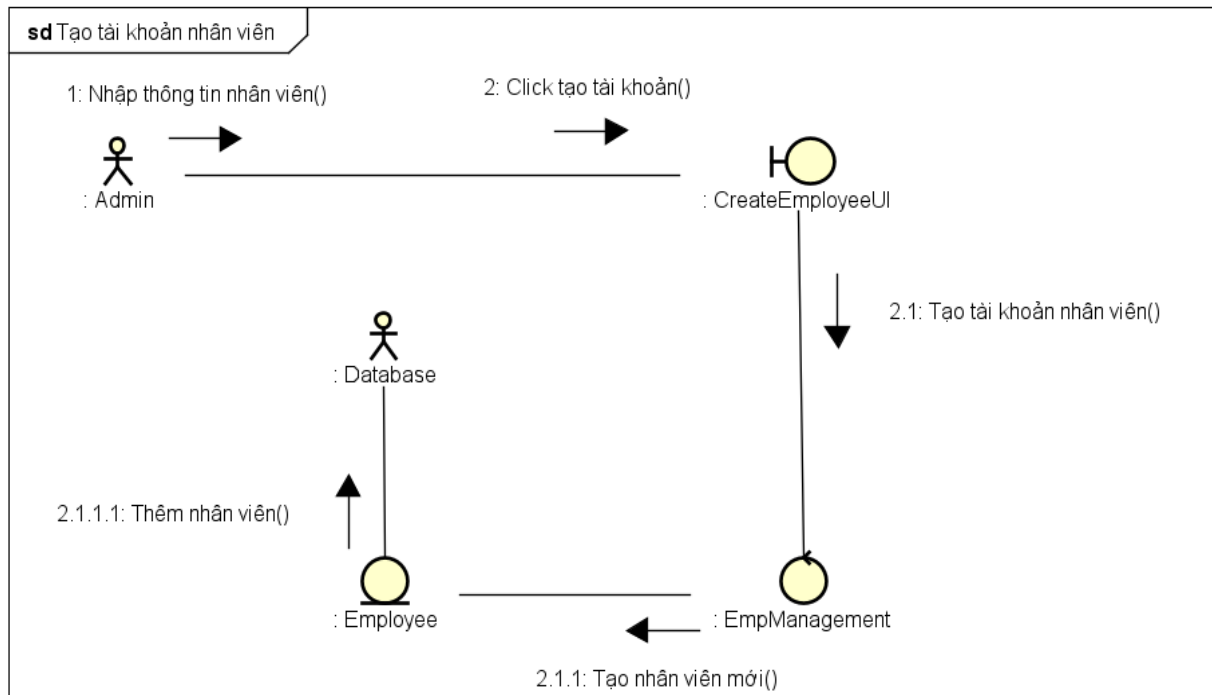 sd Tạo tài khoản nhân viên
1: Nhập thông tin nhân viên()
2: Click tạo tài khoản()
: Admin
: CreateEmployeeUI
2.1: Tạo tài khoản nhân viên()
: Database
2.1.1.1: Thêm nhân viên()
: Employee
: EmpManagement
2.1.1: Tạo nhân viên mới()